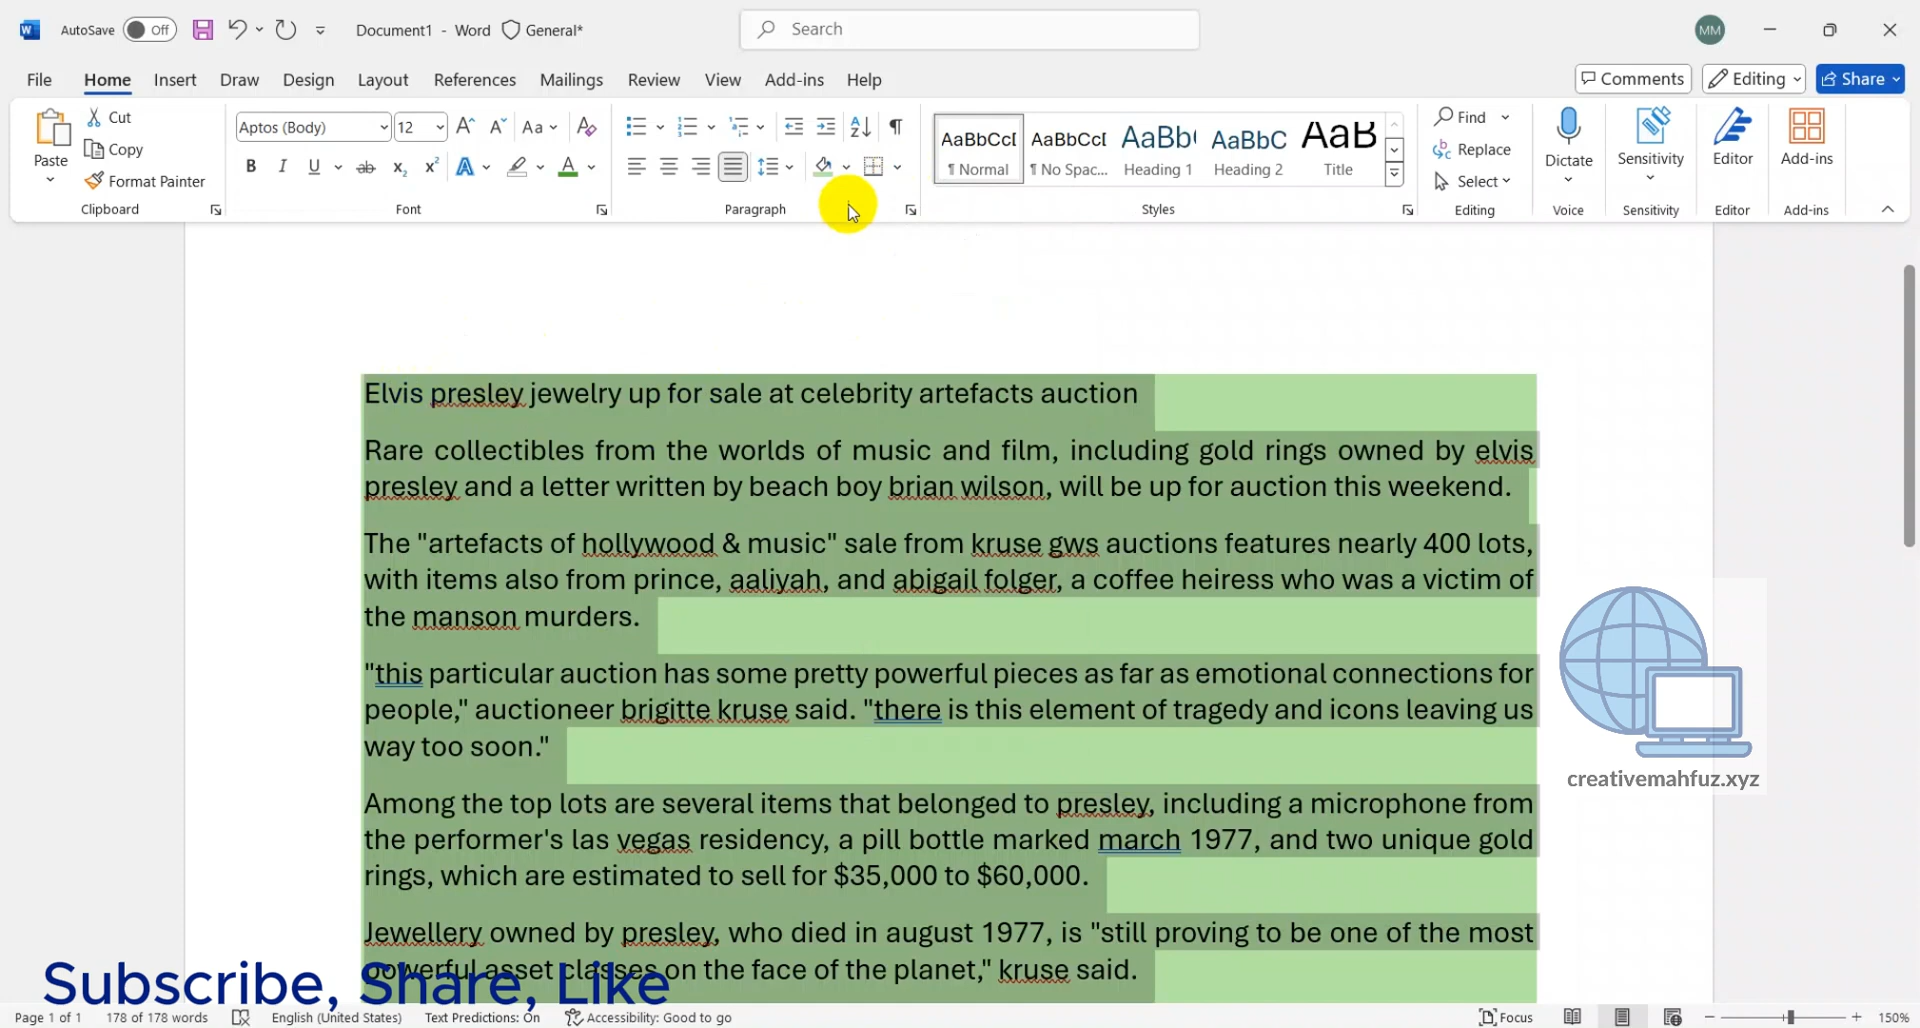 AutoSave Off Document1 - Word General* Search MM
File Home Insert Draw Design Layout References Mailings Review View Add-ins Help Comments Editing Share
Paste Cut Copy Format Painter Clipboard
Aptos (Body) 12 Aa
B I U ab x₂ x² A A
Font
Paragraph
AaBbCcI AaBbCcI AaBb( AaBbC AaB
¶ Normal ¶ No Spac... Heading 1 Heading 2 Title
Styles
Find Replace Select Editing
Dictate Voice
Sensitivity Sensitivity
Editor Editor
Add-ins Add-ins
Elvis presley jewelry up for sale at celebrity artefacts auction
Rare collectibles from the worlds of music and film, including gold rings owned by elvis
presley and a letter written by beach boy brian wilson, will be up for auction this weekend.
The "artefacts of hollywood & music" sale from kruse gws auctions features nearly 400 lots,
with items also from prince, aaliyah, and abigail folger, a coffee heiress who was a victim of
the manson murders.
"this particular auction has some pretty powerful pieces as far as emotional connections for
people," auctioneer brigitte kruse said. "there is this element of tragedy and icons leaving us
way too soon."
creativemahfuz.xyz
Among the top lots are several items that belonged to presley, including a microphone from
the performer's las vegas residency, a pill bottle marked march 1977, and two unique gold
rings, which are estimated to sell for $35,000 to $60,000.
Jewellery owned by presley, who died in august 1977, is "still proving to be one of the most
powerful asset classes on the face of the planet," kruse said.
Subscribe, Share, Like
Page 1 of 1 178 of 178 words English (United States) Text Predictions: On Accessibility: Good to go Focus 150%